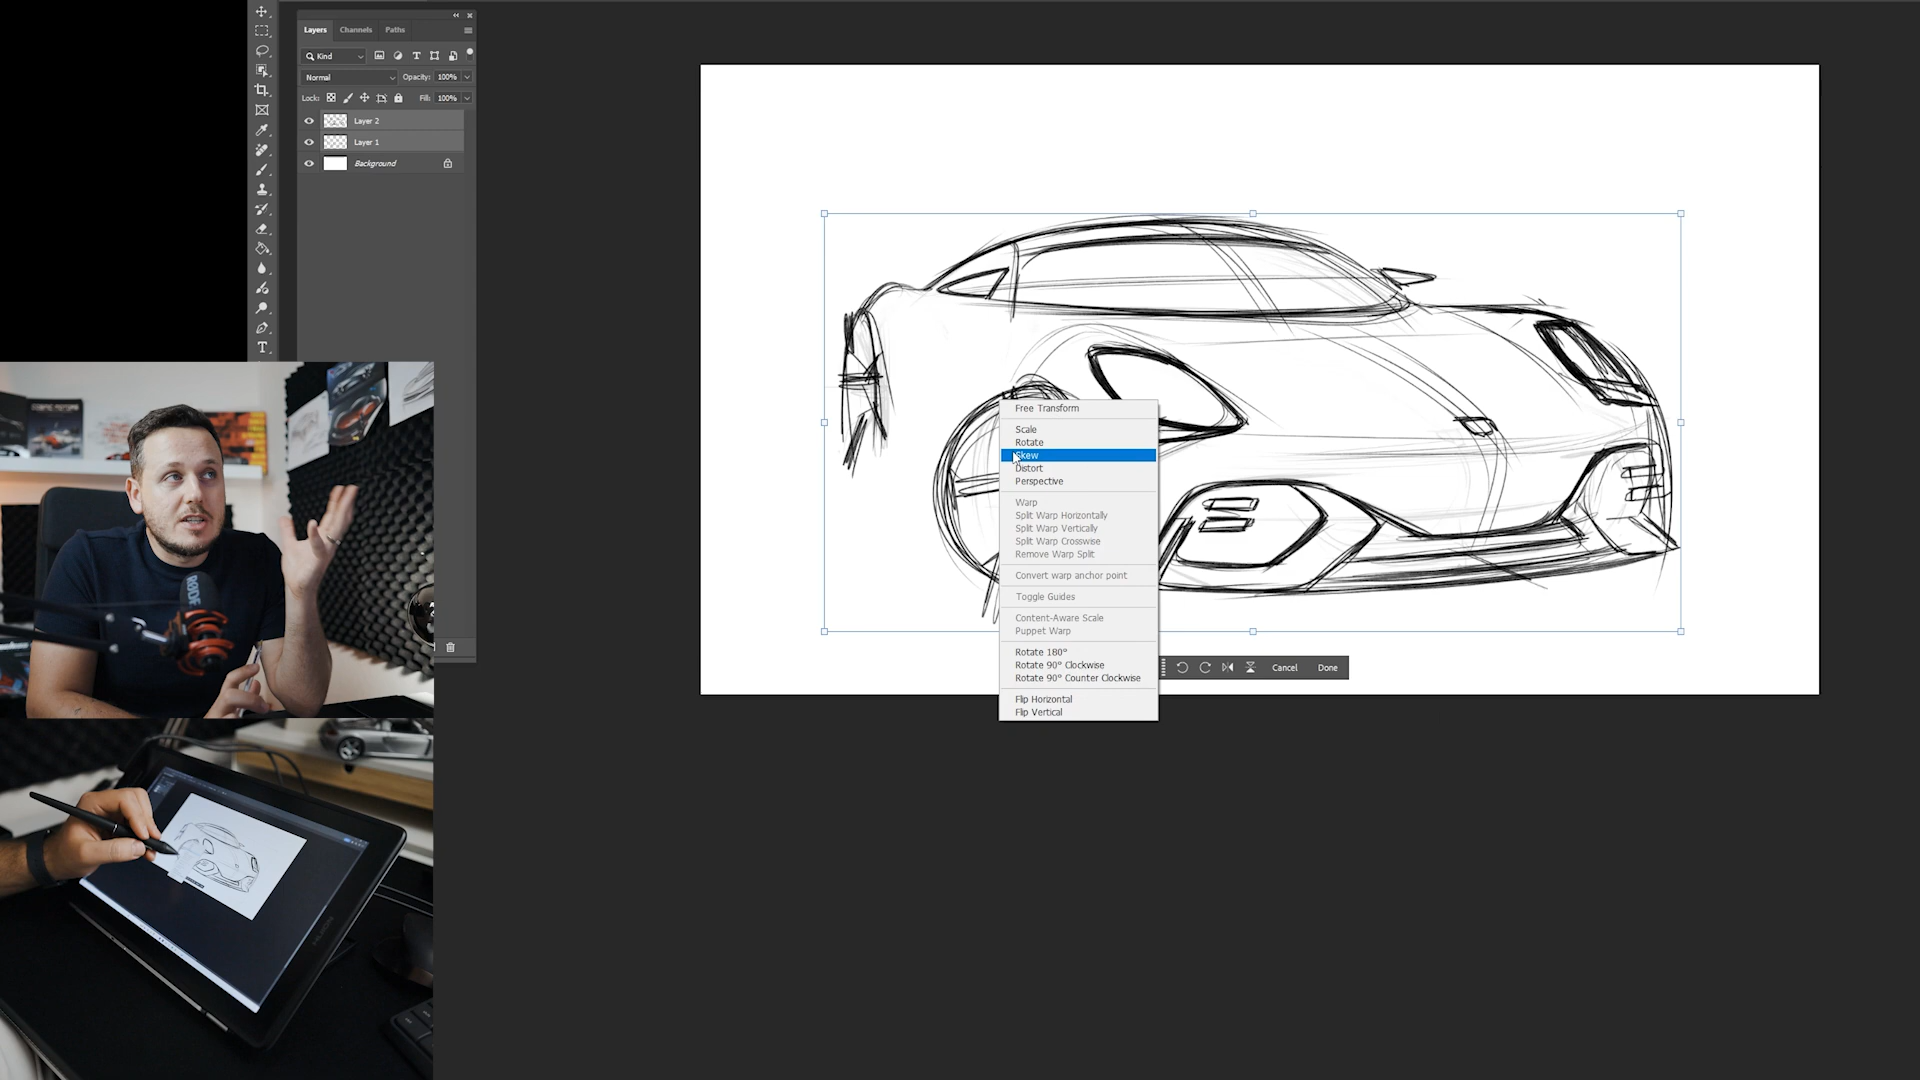 Layers Channels Paths
Kind
Normal Opacity: 100%
Lock: Fill: 100%
Layer 2
Layer 1
Background
Free Transform
Scale
Rotate
Skew
Distort
Perspective
Warp
Split Warp Horizontally
Split Warp Vertically
Split Warp Crosswise
Remove Warp Split
Convert warp anchor point
Toggle Guides
Content-Aware Scale
Puppet Warp
Rotate 180°
Rotate 90° Clockwise
Rotate 90° Counter Clockwise
Flip Horizontal
Flip Vertical
Cancel Done
RODE